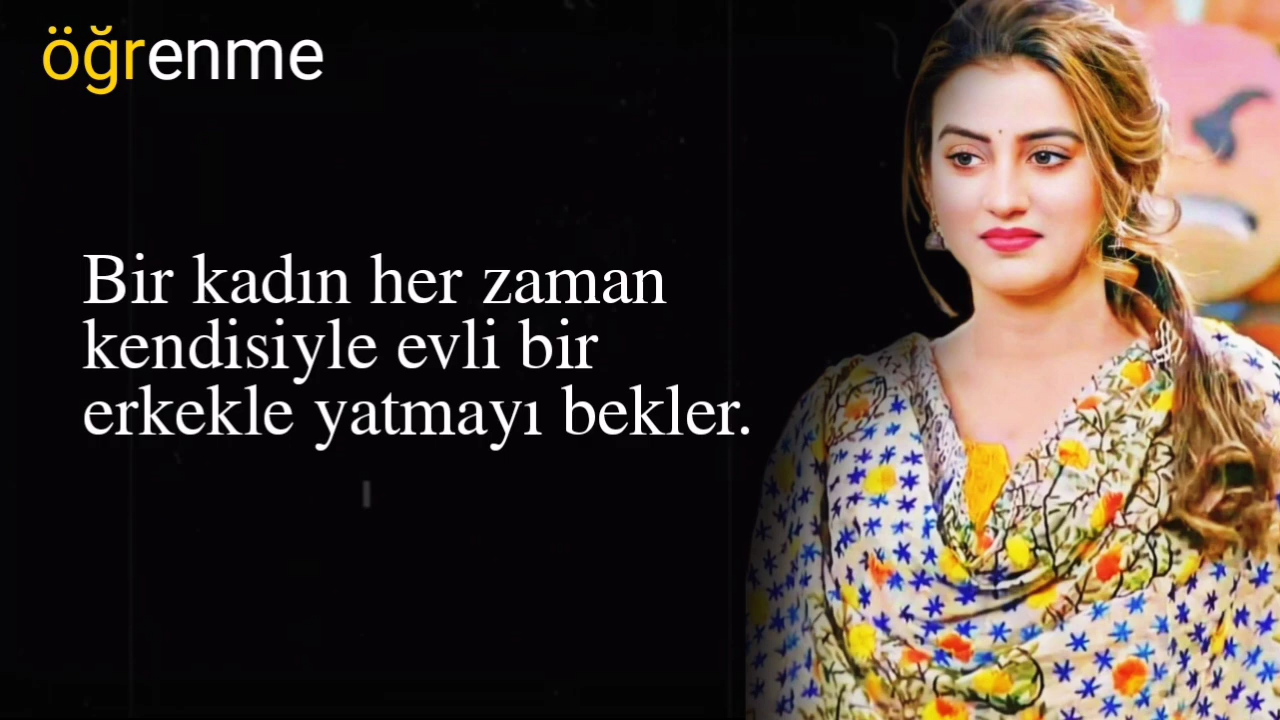 öğrenme
Bir kadın her zaman
kendisiyle evli bir
erkekle yatmayı bekler.